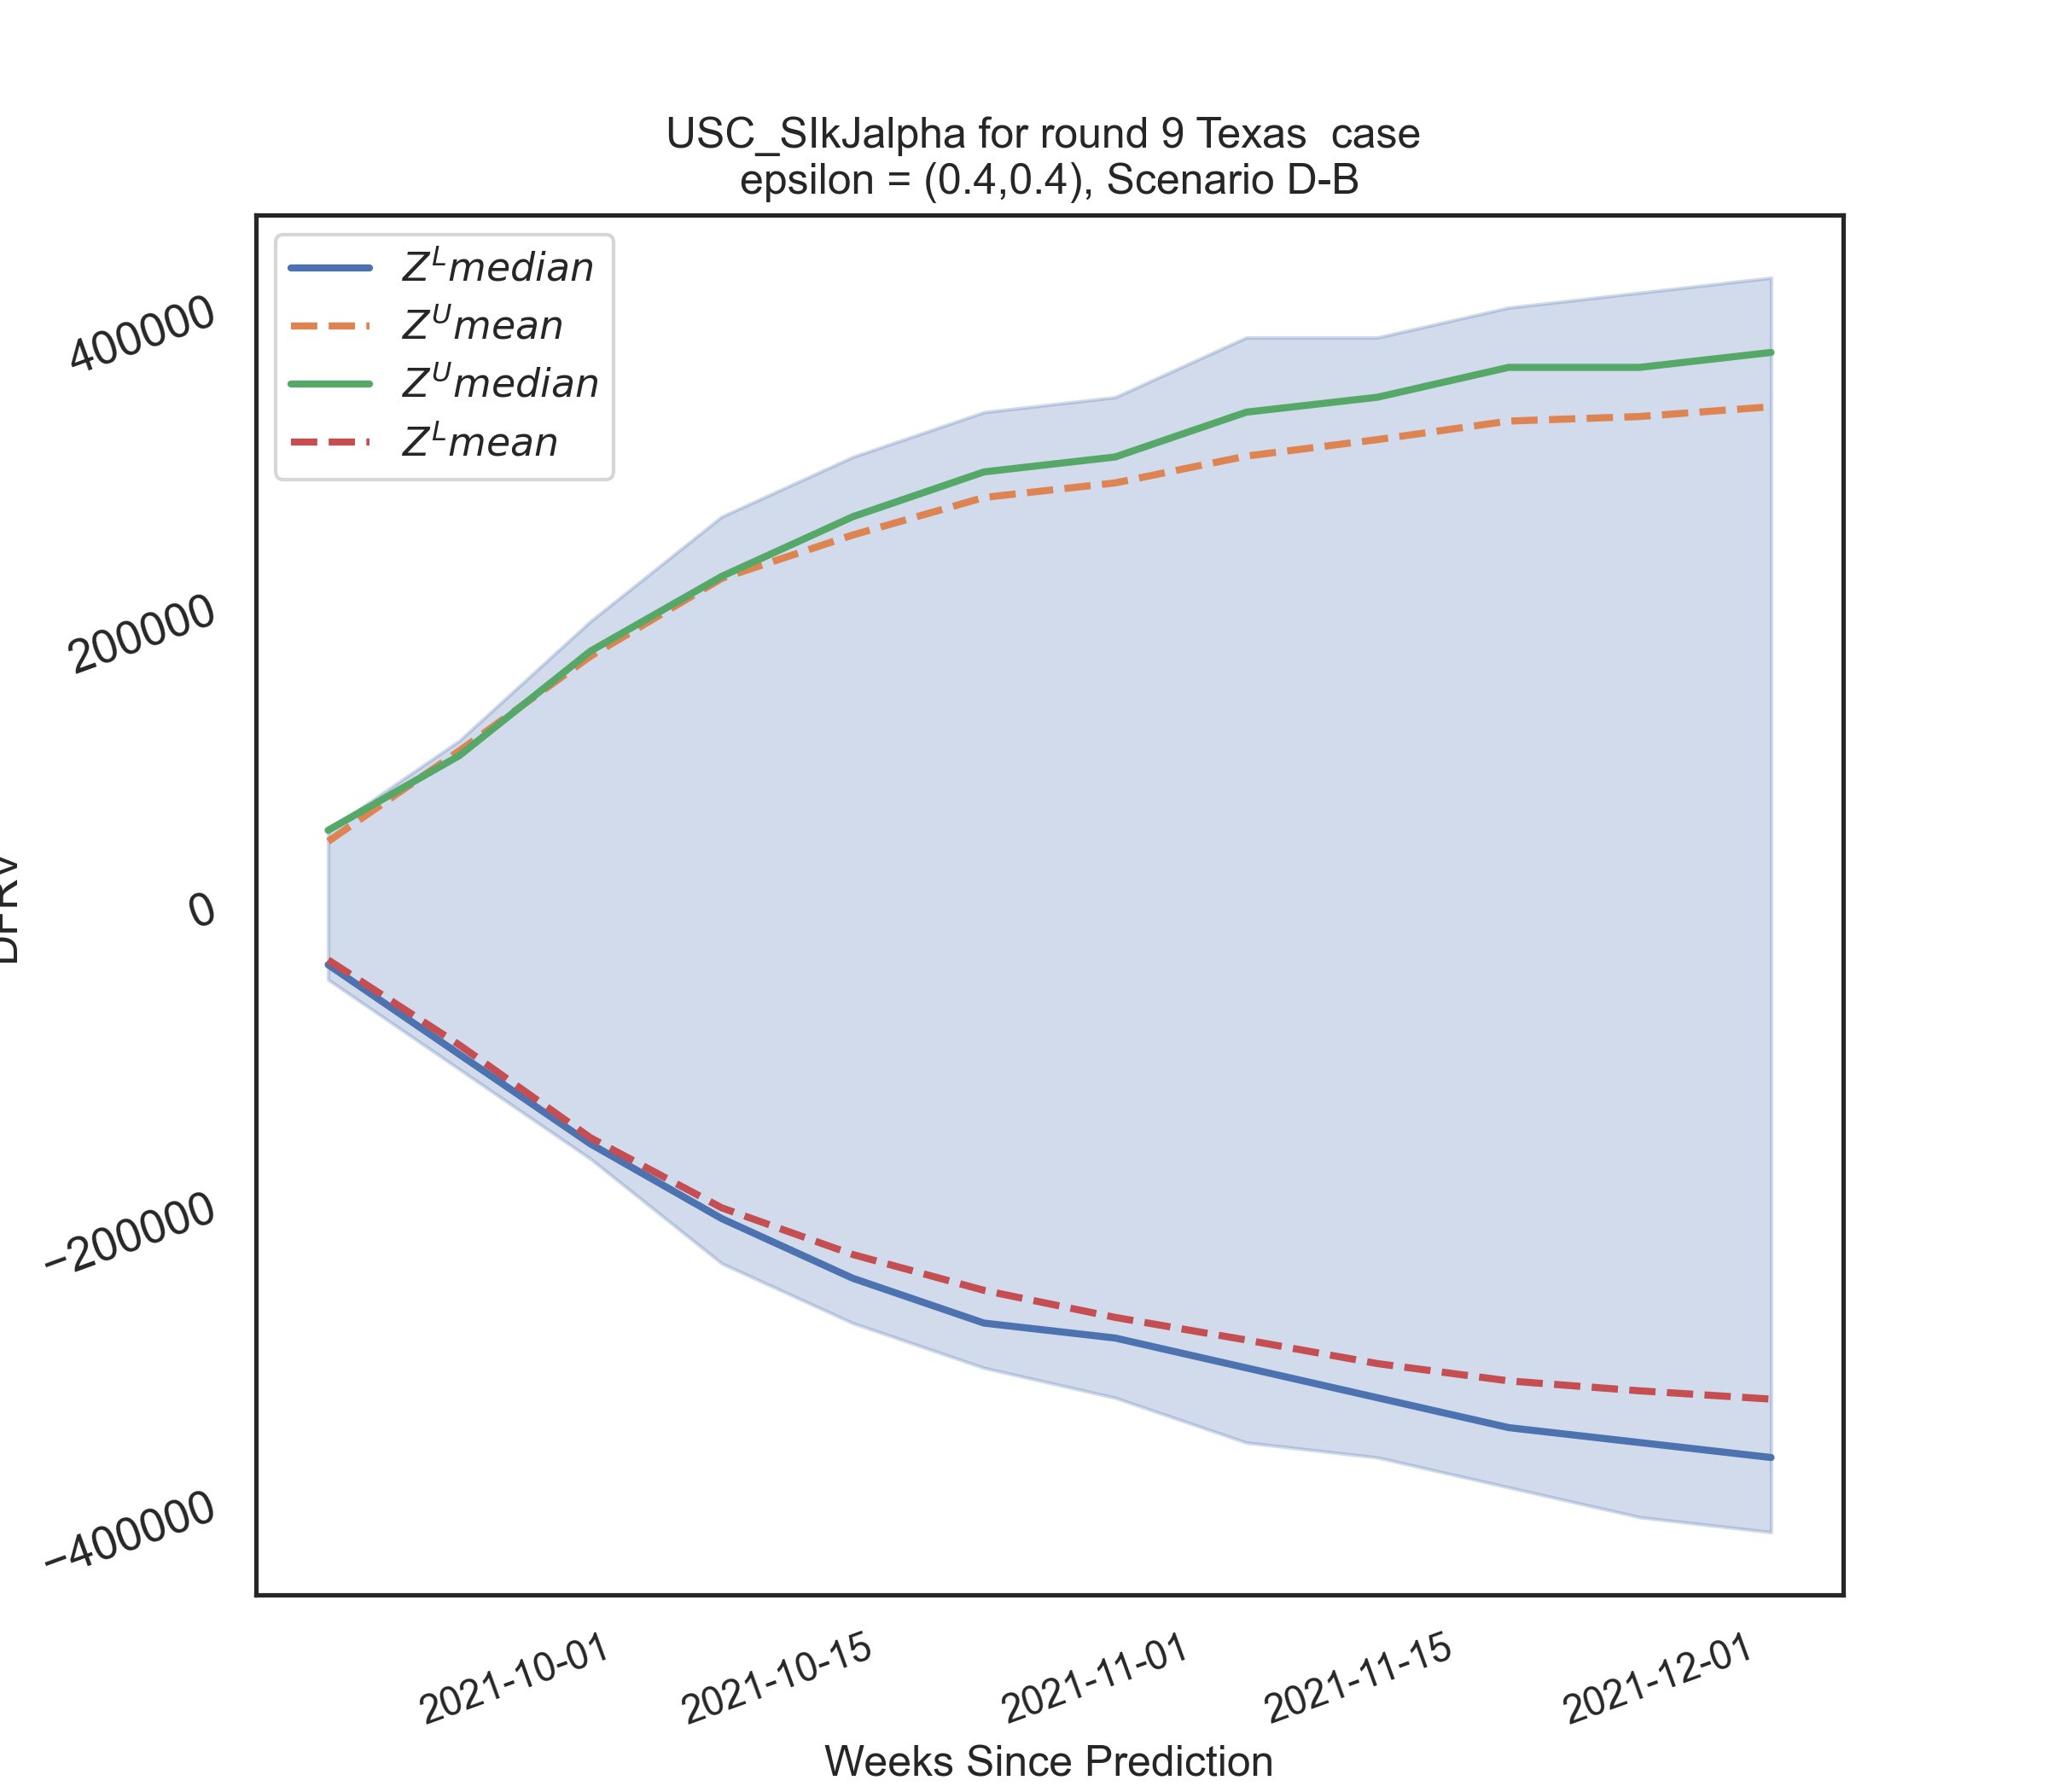 USC_SIkJalpha for round 9 Texas  case
epsilon = (0.4,0.4), Scenario D-B
Z^L median
Z^U mean
Z^U median
Z^L mean
400000
200000
0
−200000
−400000
2021-10-01
2021-10-15
2021-11-01
2021-11-15
2021-12-01
Weeks Since Prediction